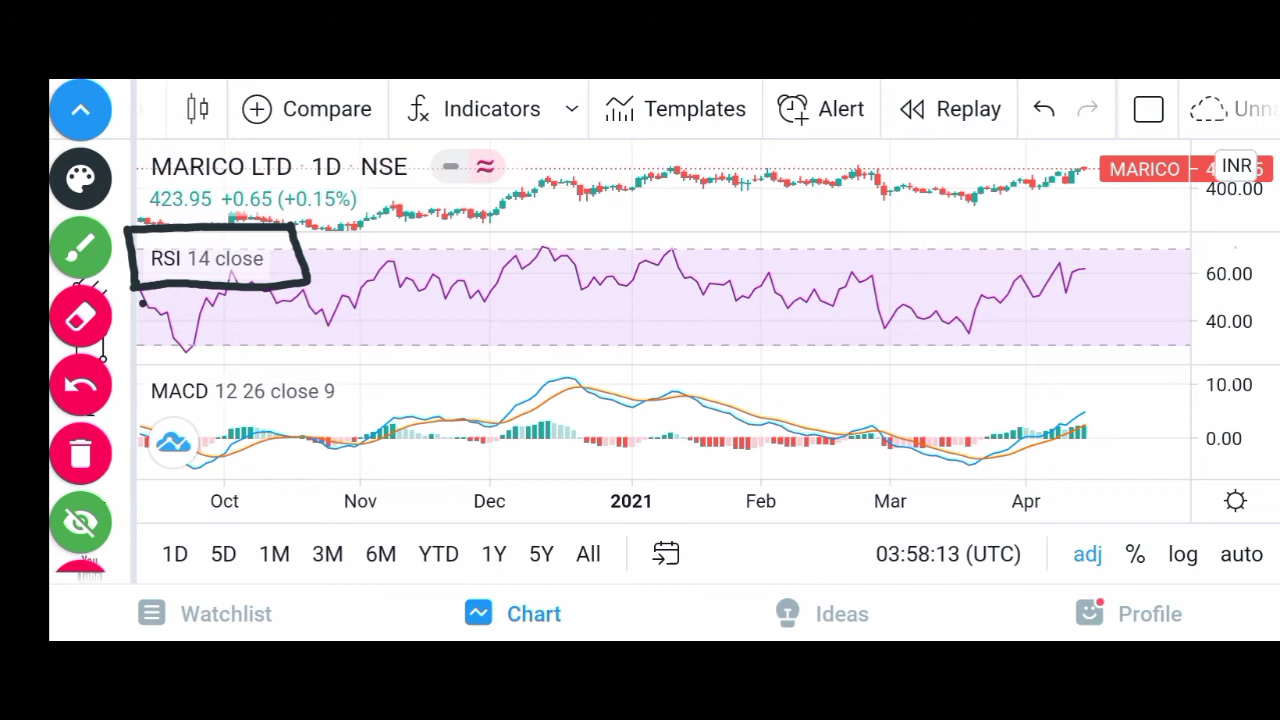 Compare
Indicators
Templates
Alert
Replay
MARICO LTD · 1D · NSE
423.95 +0.65 (+0.15%)
MARICO
INR
400.00
RSI 14 close
60.00
40.00
MACD 12 26 close 9
10.00
0.00
Oct Nov Dec 2021 Feb Mar Apr
1D 5D 1M 3M 6M YTD 1Y 5Y All 03:58:13 (UTC) adj % log auto
Watchlist Chart Ideas Profile